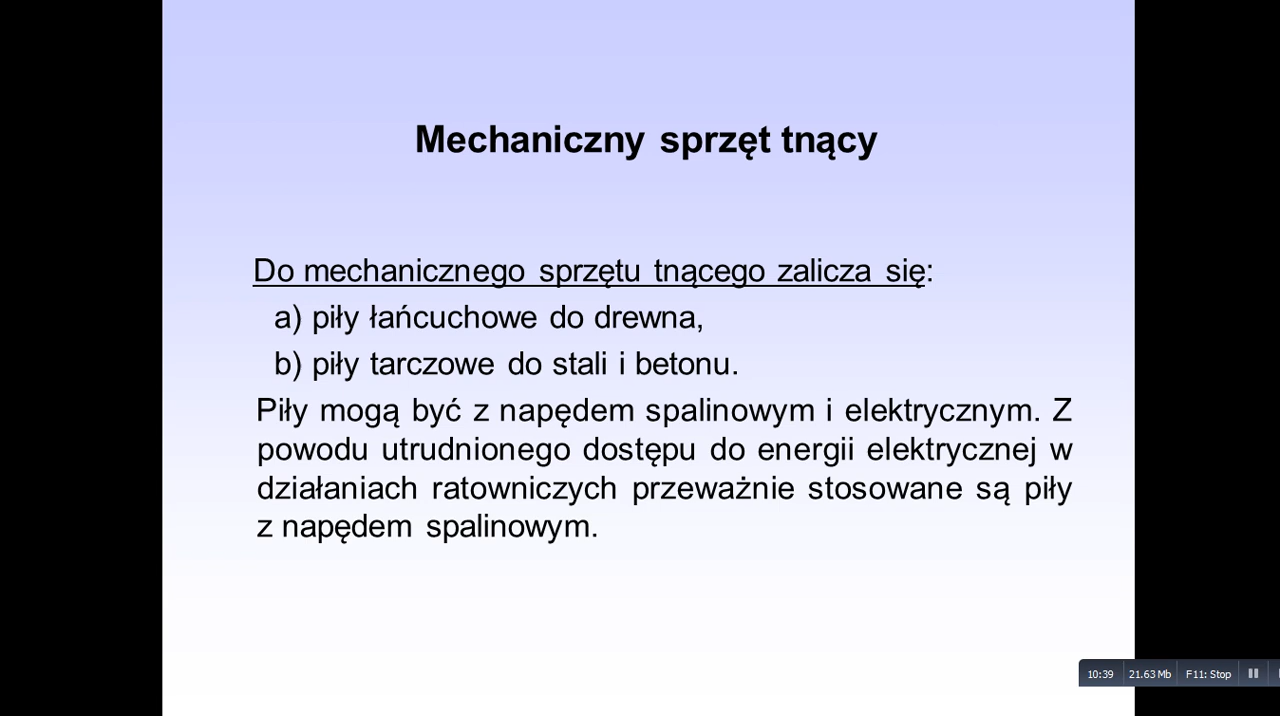 Mechaniczny sprzęt tnący
Do mechanicznego sprzętu tnącego zalicza się:
a) piły łańcuchowe do drewna,
b) piły tarczowe do stali i betonu.
Piły mogą być z napędem spalinowym i elektrycznym. Z
powodu utrudnionego dostępu do energii elektrycznej w
działaniach ratowniczych przeważnie stosowane są piły
z napędem spalinowym.
10:39 21.63 Mb F11: Stop